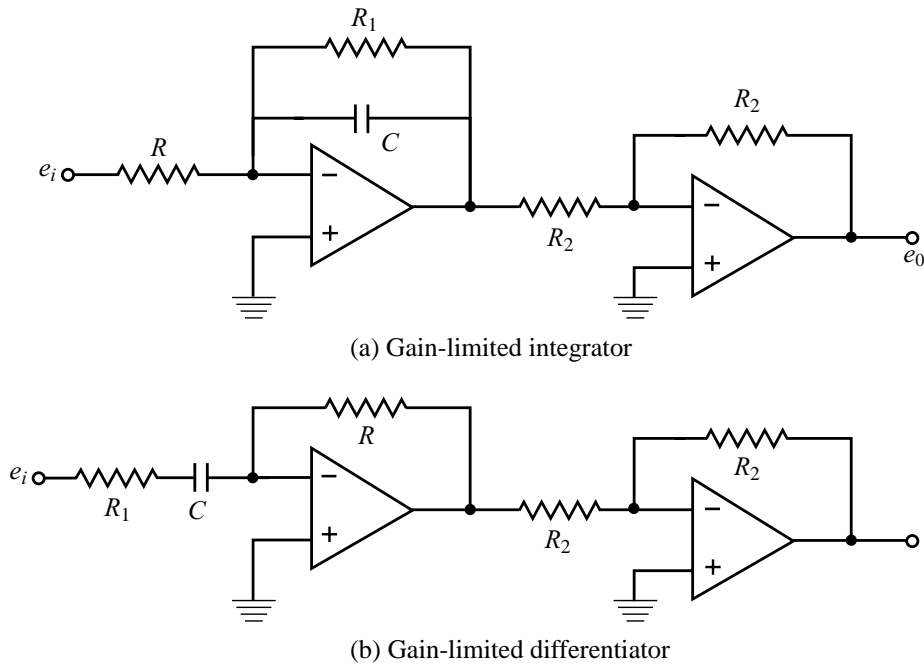 R₁
R₂
C
R
eᵢ
−
−
+
R₂
+
e₀
(a) Gain-limited integrator
R
R₂
eᵢ
R₁
C
−
−
+
R₂
+
(b) Gain-limited differentiator